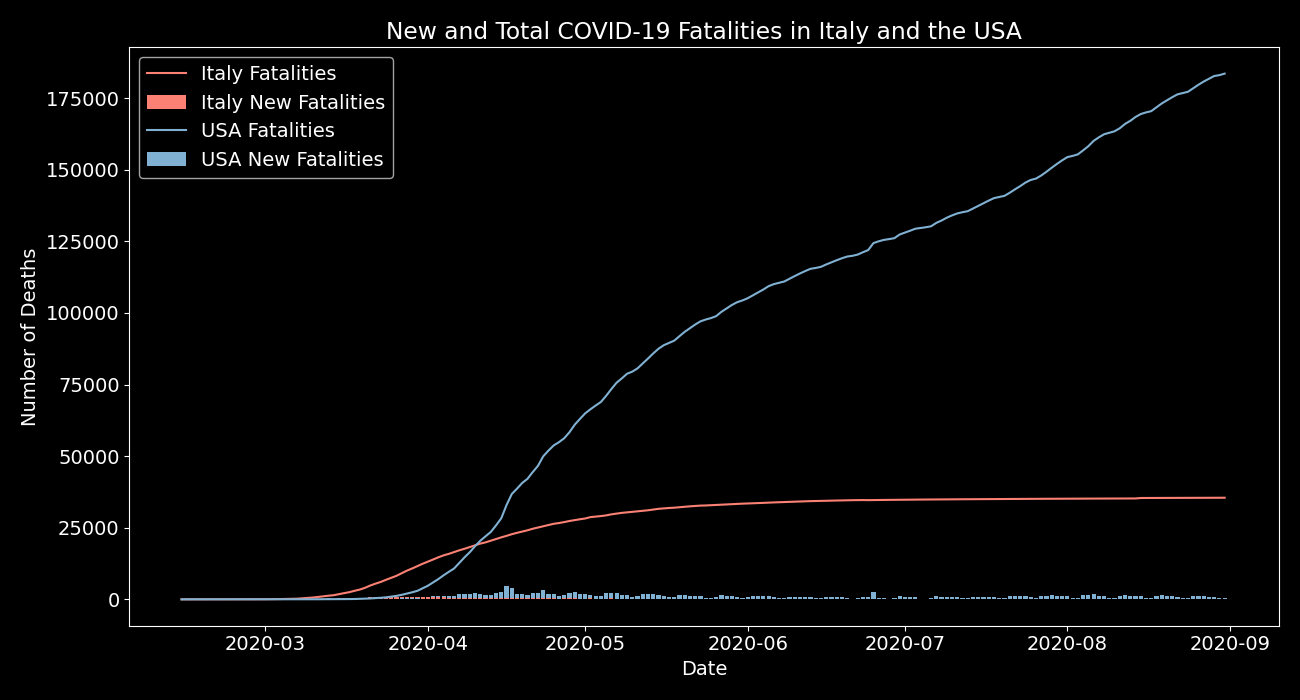 New and Total COVID-19 Fatalities in Italy and the USA
Italy Fatalities
Italy New Fatalities
USA Fatalities
USA New Fatalities
Number of Deaths
175000
150000
125000
100000
75000
50000
25000
0
2020-03 2020-04 2020-05 2020-06 2020-07 2020-08 2020-09
Date